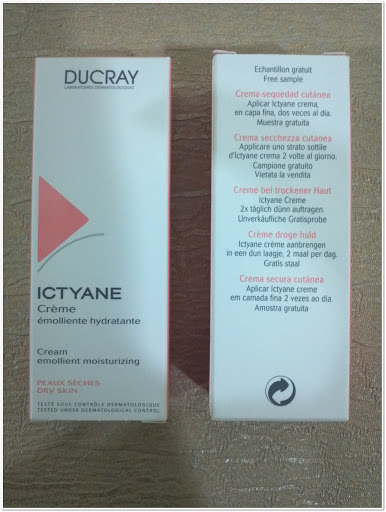 DUCRAY
LABORATOIRES DERMATOLOGIQUES
ICTYANE
Crème
émolliente hydratante
Cream
emollient moisturizing
PEAUX SÈCHES
DRY SKIN
TESTÉ SOUS CONTRÔLE DERMATOLOGIQUE
TESTED UNDER DERMATOLOGICAL CONTROL
Echantillon gratuit
Free sample
Crema sequedad cutánea
Aplicar Ictyane crema,
en capa fina, dos veces al día.
Muestra gratuita
Crema secchezza cutanea
Applicare uno strato sottile
d'Ictyane crema 2 volte al giorno.
Campione gratuito
Vietata la vendita
Creme bei trockener Haut
Ictyane Creme
2x täglich dünn auftragen.
Unverkäufliche Gratisprobe
Crème droge huid
Ictyane crème aanbrengen
in een dun laagje, 2 maal per dag.
Gratis staal
Crema secura cutánea
Aplicar Ictyane creme
em camada fina 2 vezes ao dia.
Amostra gratuita